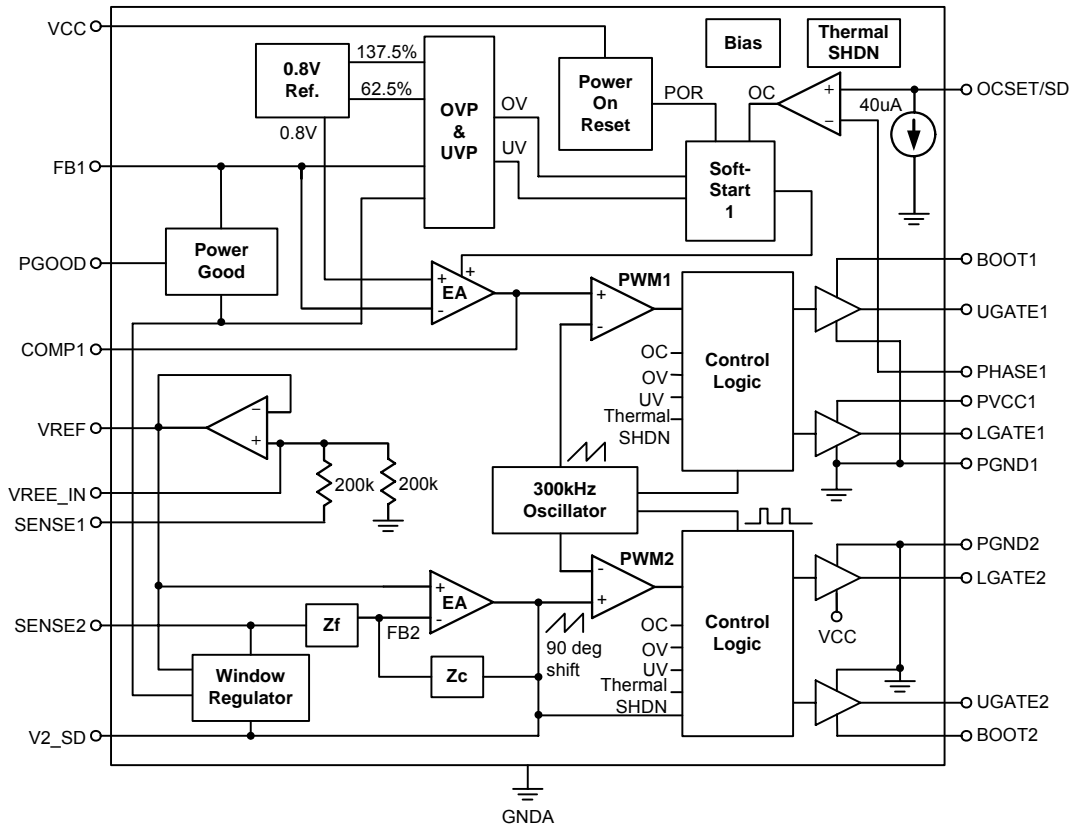 VCC
0.8V
Ref.
137.5%
62.5%
0.8V
OVP
&
UVP
OV
UV
Power
On
Reset
POR
Bias
Thermal
SHDN
OC
+
−
40uA
OCSET/SD
FB1
Soft-
Start
1
PGOOD
Power
Good
+
+
EA
-
PWM1
+
-
BOOT1
UGATE1
COMP1
OC
OV
UV
Thermal
SHDN
Control
Logic
PHASE1
PVCC1
LGATE1
PGND1
VREF
-
+
VREE_IN
200k
200k
SENSE1
300kHz
Oscillator
PWM2
-
+
PGND2
LGATE2
VCC
+
EA
-
SENSE2
Zf
FB2
Zc
90 deg
shift
OC
OV
UV
Thermal
SHDN
Control
Logic
Window
Regulator
UGATE2
V2_SD
BOOT2
GNDA